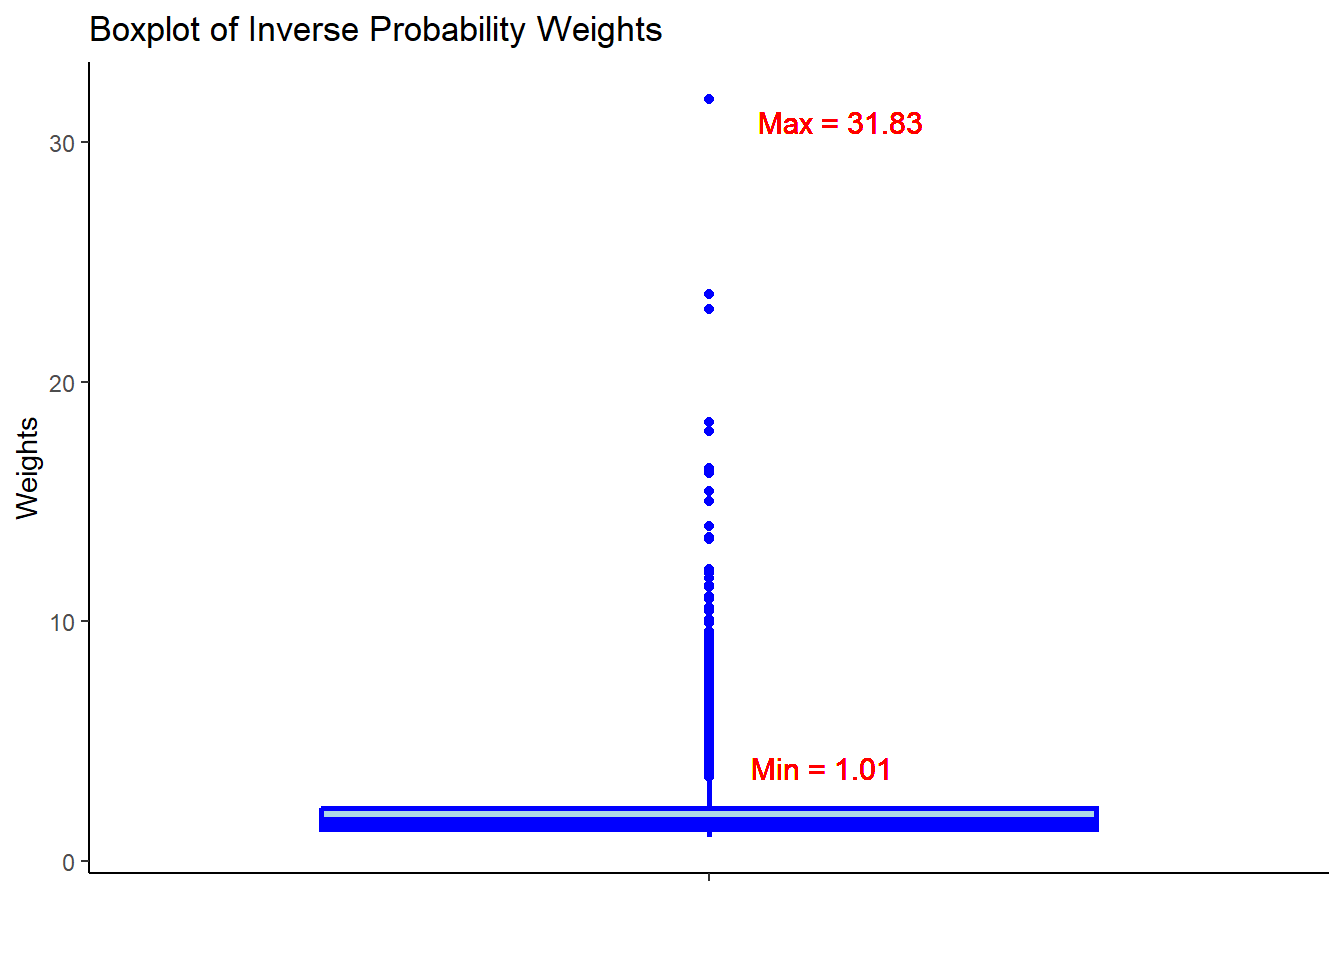 Boxplot of Inverse Probability Weights
Max = 31.83
30
20
Weights
10
Min = 1.01
0